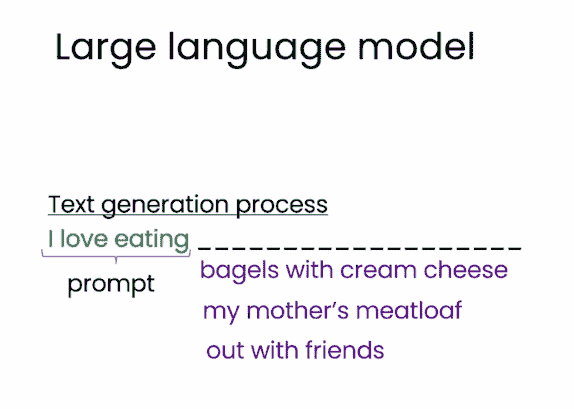 Large language model
Text generation process
I love eating ___________________
prompt
bagels with cream cheese
my mother's meatloaf
out with friends